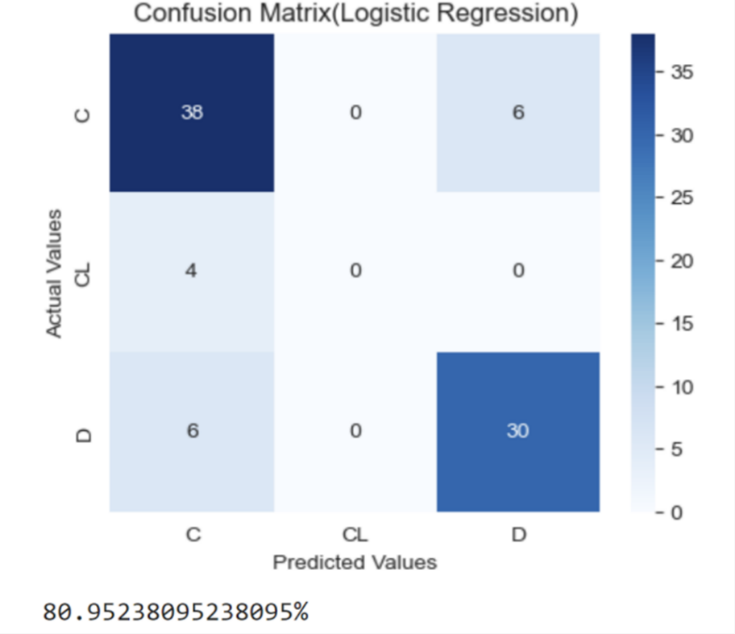 Confusion Matrix(Logistic Regression)
38 0 6
4 0 0
6 0 30
C
CL
D
Actual Values
C CL D
Predicted Values
35
30
25
20
15
10
5
0
80.95238095238095%